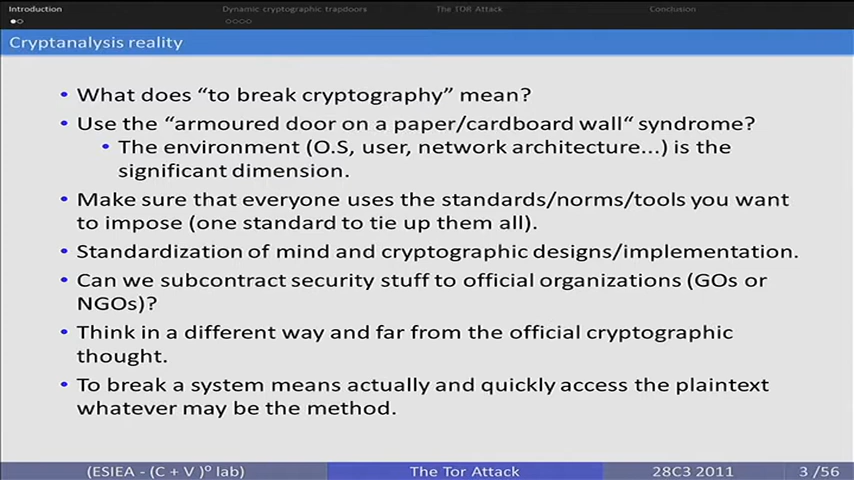 Introduction
Dynamic cryptographic trapdoors
The TOR Attack
Conclusion
Cryptanalysis reality
• What does “to break cryptography” mean?
• Use the “armoured door on a paper/cardboard wall“ syndrome?
• The environment (O.S, user, network architecture...) is the
significant dimension.
• Make sure that everyone uses the standards/norms/tools you want
to impose (one standard to tie up them all).
• Standardization of mind and cryptographic designs/implementation.
• Can we subcontract security stuff to official organizations (GOs or
NGOs)?
• Think in a different way and far from the official cryptographic
thought.
• To break a system means actually and quickly access the plaintext
whatever may be the method.
(ESIEA - (C + V )º lab)
The Tor Attack
28C3 2011
3 /56